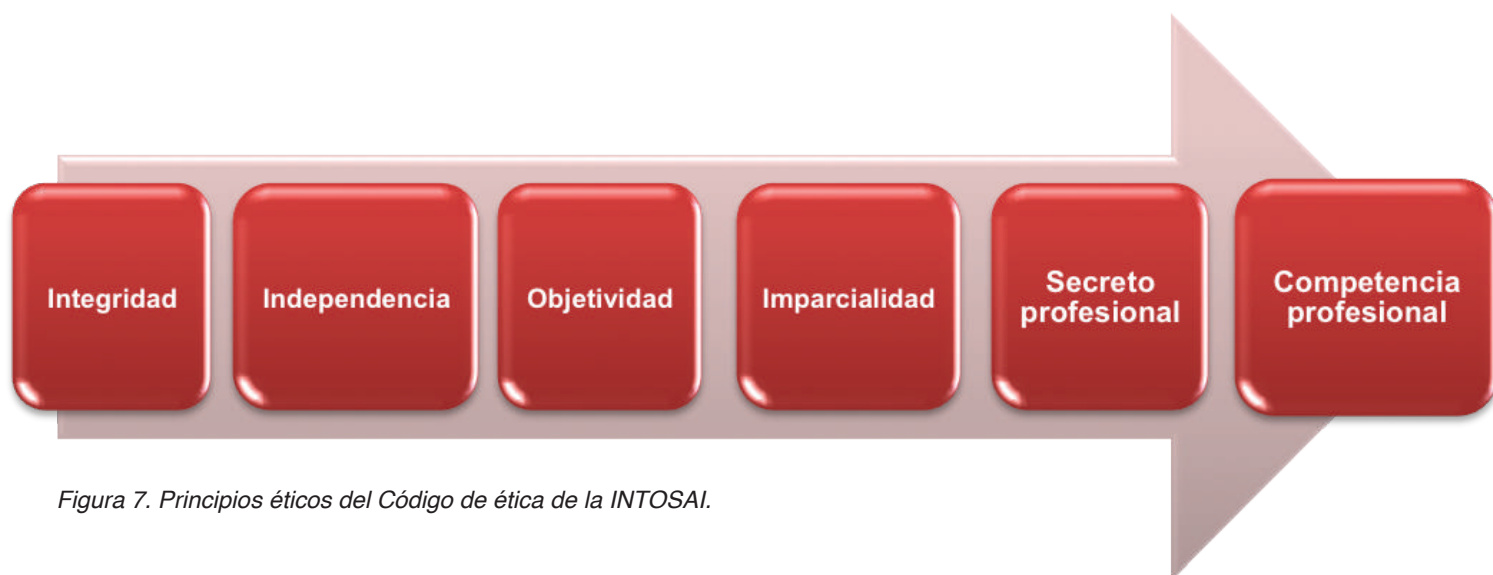 Integridad
Independencia
Objetividad
Imparcialidad
Secreto
profesional
Competencia
profesional
Figura 7. Principios éticos del Código de ética de la INTOSAI.